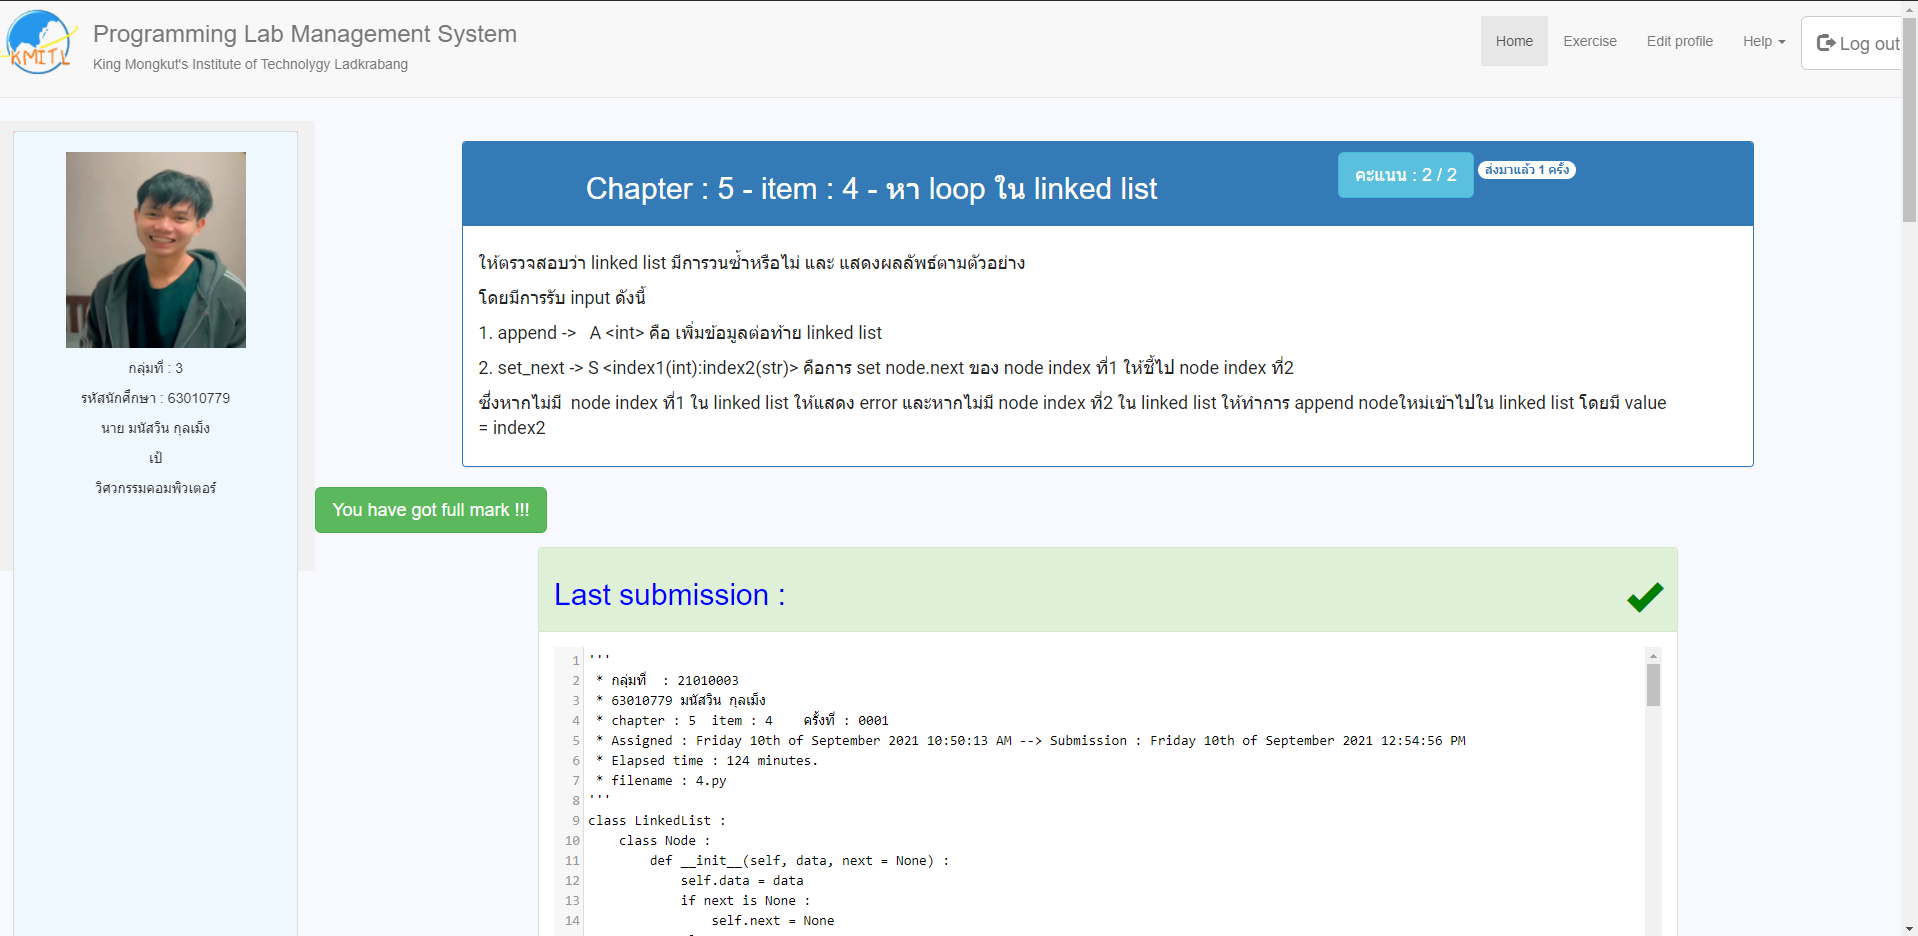 KMITL
Programming Lab Management System
King Mongkut's Institute of Technolygy Ladkrabang
Home
Exercise
Edit profile
Help
Log out
กลุ่มที่ : 3
รหัสนักศึกษา : 63010779
นาย มนัสวิน กุลเม็ง
เป้
วิศวกรรมคอมพิวเตอร์
Chapter : 5 - item : 4 - หา loop ใน linked list
คะแนน : 2 / 2
ส่งมาแล้ว 1 ครั้ง
ให้ตรวจสอบว่า linked list มีการวนซ้ำหรือไม่ และ แสดงผลลัพธ์ตามตัวอย่าง
โดยมีการรับ input ดังนี้
1. append ->   A <int> คือ เพิ่มข้อมูลต่อท้าย linked list
2. set_next -> S <index1(int):index2(str)> คือการ set node.next ของ node index ที่1 ให้ชี้ไป node index ที่2
ซึ่งหากไม่มี  node index ที่1 ใน linked list ให้แสดง error และหากไม่มี node index ที่2 ใน linked list ให้ทำการ append nodeใหม่เข้าไปใน linked list โดยมี value
= index2
You have got full mark !!!
Last submission :
1 '''
2  * กลุ่มที่  : 21010003
3  * 63010779 มนัสวิน กุลเม็ง
4  * chapter : 5  item : 4    ครั้งที่ : 0001
5  * Assigned : Friday 10th of September 2021 10:50:13 AM --> Submission : Friday 10th of September 2021 12:54:56 PM
6  * Elapsed time : 124 minutes.
7  * filename : 4.py
8 '''
9 class LinkedList :
10     class Node :
11         def __init__(self, data, next = None) :
12             self.data = data
13             if next is None :
14                 self.next = None